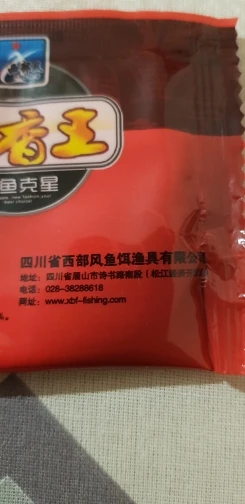 香王
鱼克星
四川省西部风鱼饵渔具有限公
地址：四川省眉山市诗书路南段（松江
电话：028-38288618
网址：www.xbf-fishing.com